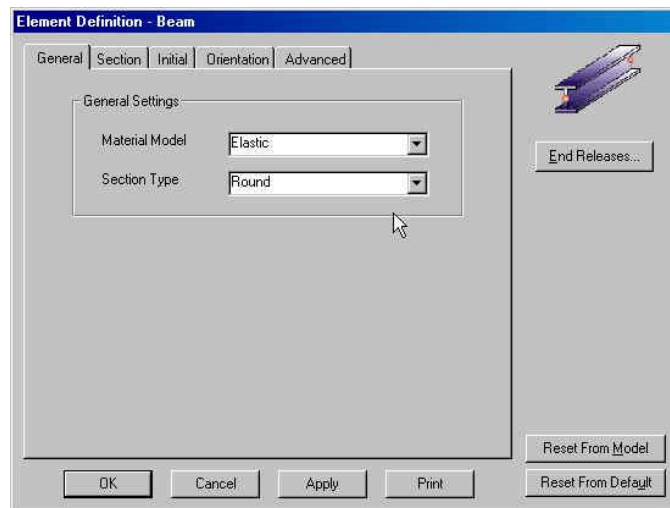 Element Definition - Beam
General Section Initial Orientation Advanced
General Settings
Material Model Elastic
Section Type Round
End Releases...
Reset From Model
Reset From Default
OK Cancel Apply Print